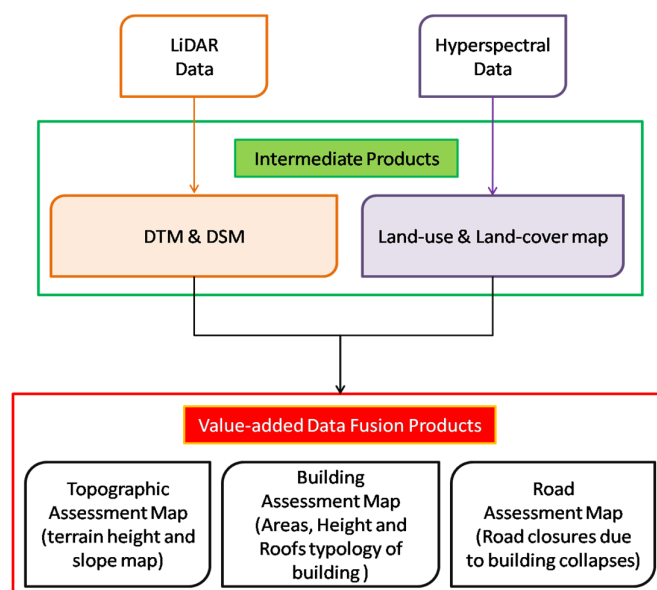 LiDAR
Data
Hyperspectral
Data
Intermediate Products
DTM & DSM
Land-use & Land-cover map
Value-added Data Fusion Products
Topographic
Assessment Map
(terrain height and
slope map)
Building
Assessment Map
(Areas, Height and
Roofs typology of
building )
Road
Assessment Map
(Road closures due
to building collapses)